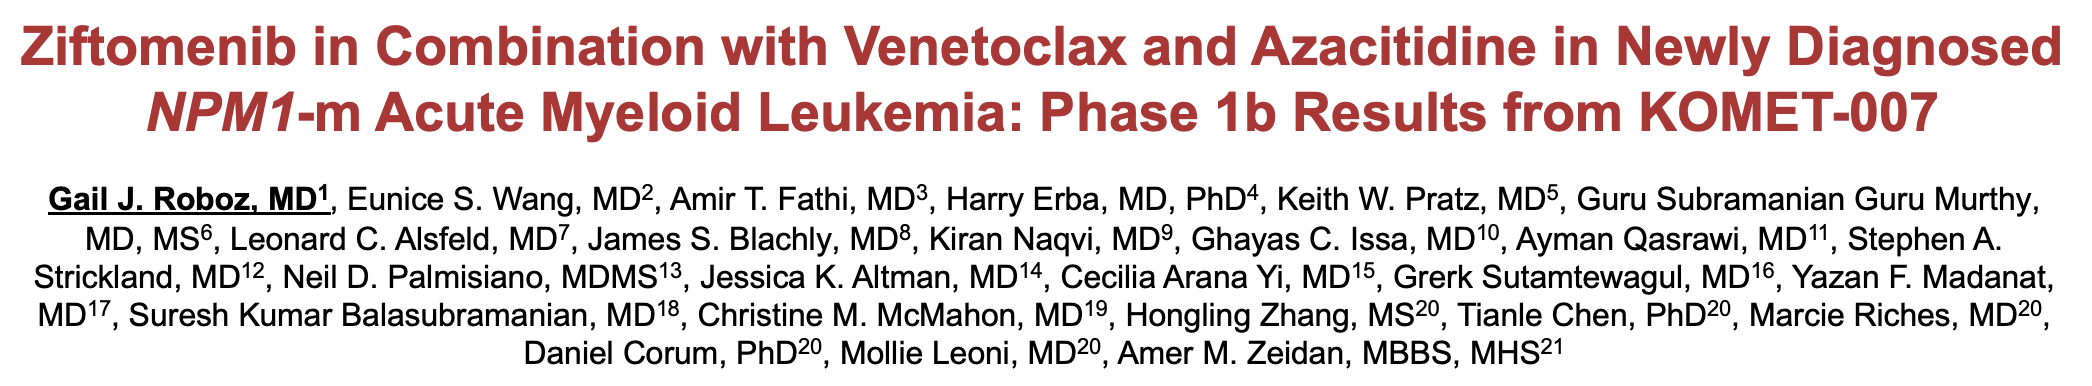 Ziftomenib in Combination with Venetoclax and Azacitidine in Newly Diagnosed
NPM1-m Acute Myeloid Leukemia: Phase 1b Results from KOMET-007
Gail J. Roboz, MD1, Eunice S. Wang, MD2, Amir T. Fathi, MD3, Harry Erba, MD, PhD4, Keith W. Pratz, MD5, Guru Subramanian Guru Murthy,
MD, MS6, Leonard C. Alsfeld, MD7, James S. Blachly, MD8, Kiran Naqvi, MD9, Ghayas C. Issa, MD10, Ayman Qasrawi, MD11, Stephen A.
Strickland, MD12, Neil D. Palmisiano, MDMS13, Jessica K. Altman, MD14, Cecilia Arana Yi, MD15, Grerk Sutamtewagul, MD16, Yazan F. Madanat,
MD17, Suresh Kumar Balasubramanian, MD18, Christine M. McMahon, MD19, Hongling Zhang, MS20, Tianle Chen, PhD20, Marcie Riches, MD20,
Daniel Corum, PhD20, Mollie Leoni, MD20, Amer M. Zeidan, MBBS, MHS21